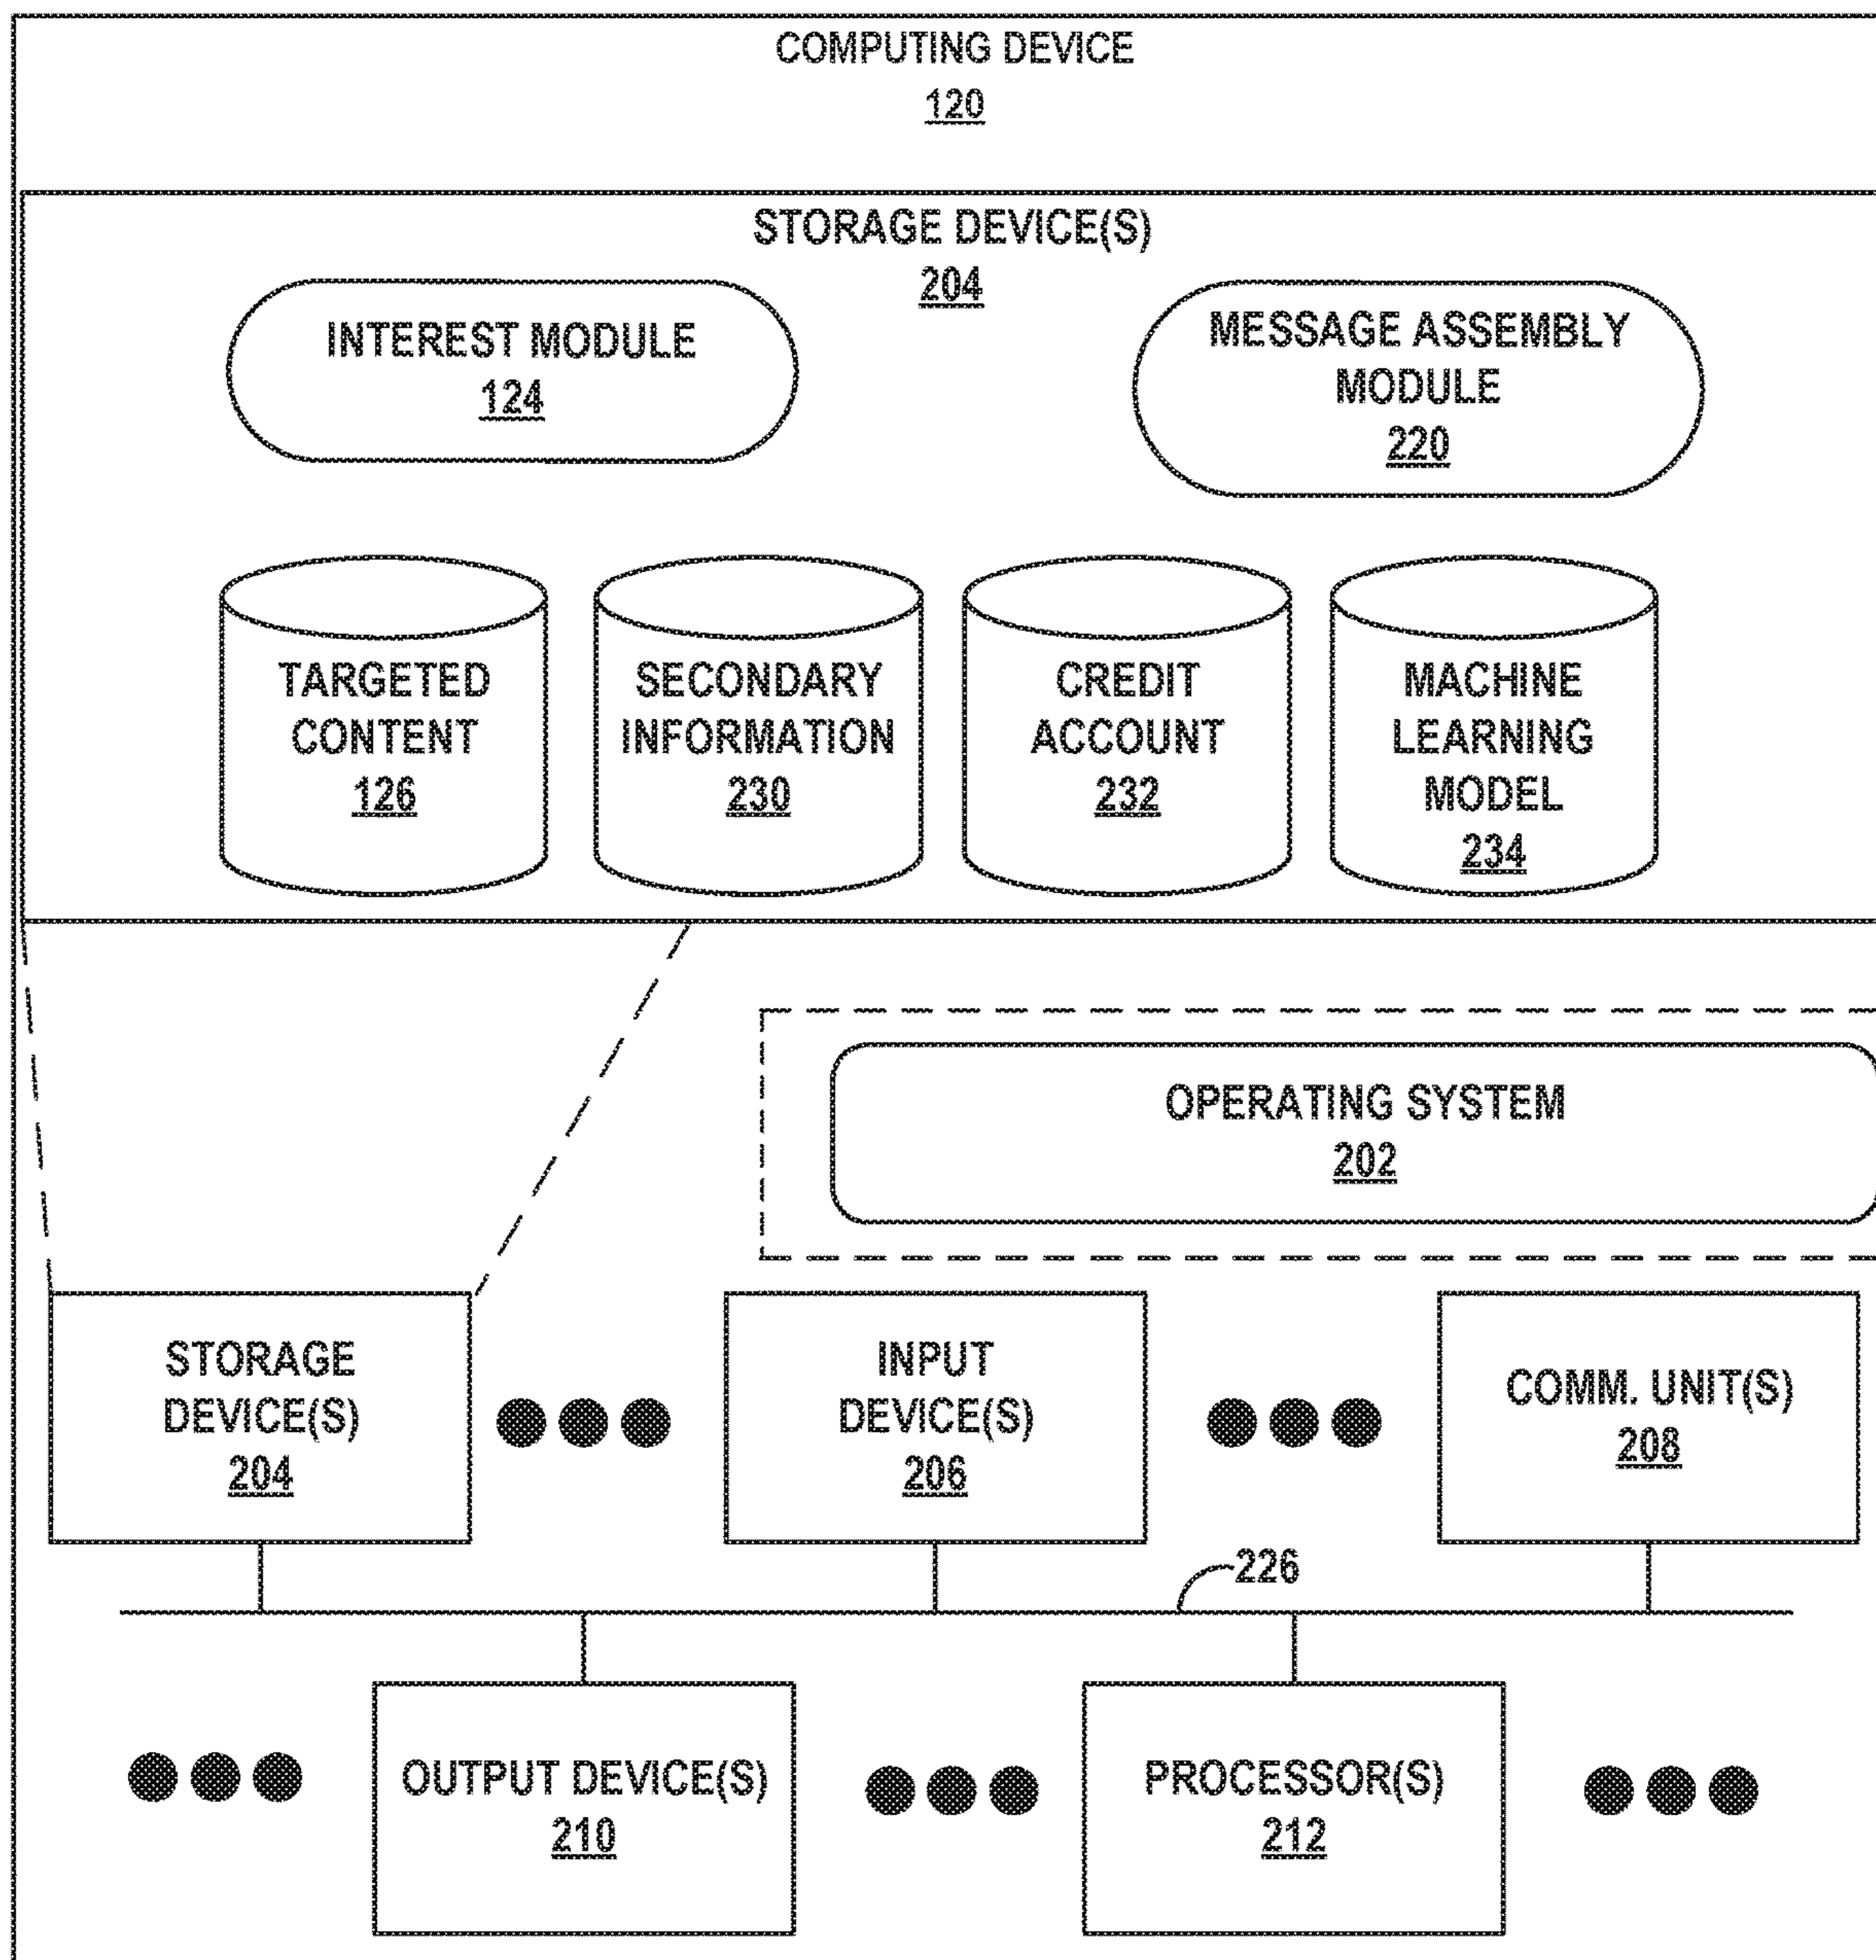 COMPUTING DEVICE
120
STORAGE DEVICE(S)
204
INTEREST MODULE
124
MESSAGE ASSEMBLY
MODULE
220
TARGETED
CONTENT
126
SECONDARY
INFORMATION
230
CREDIT
ACCOUNT
232
MACHINE
LEARNING
MODEL
234
OPERATING SYSTEM
202
STORAGE
DEVICE(S)
204
INPUT
DEVICE(S)
206
COMM. UNIT(S)
208
226
OUTPUT DEVICE(S)
210
PROCESSOR(S)
212